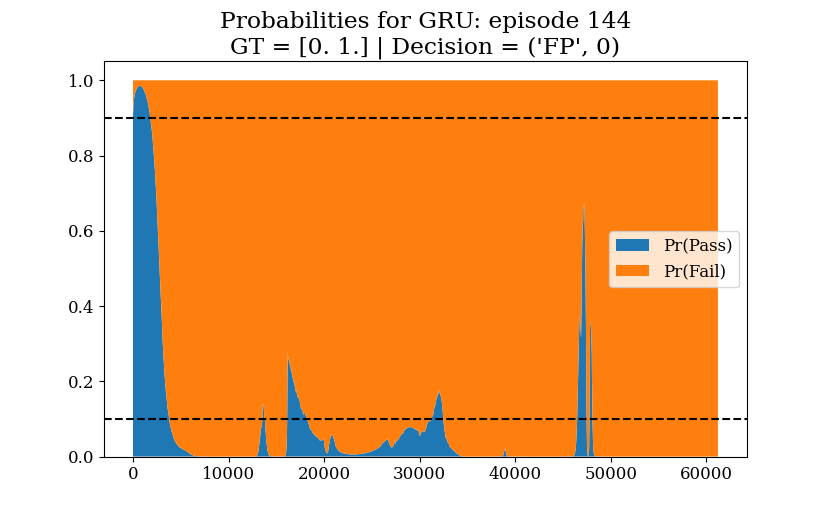 Probabilities for GRU: episode 144
GT = [0. 1.] | Decision = ('FP', 0)
1.0
0.8
0.6
0.4
0.2
0.0
Pr(Pass)
Pr(Fail)
0 10000 20000 30000 40000 50000 60000